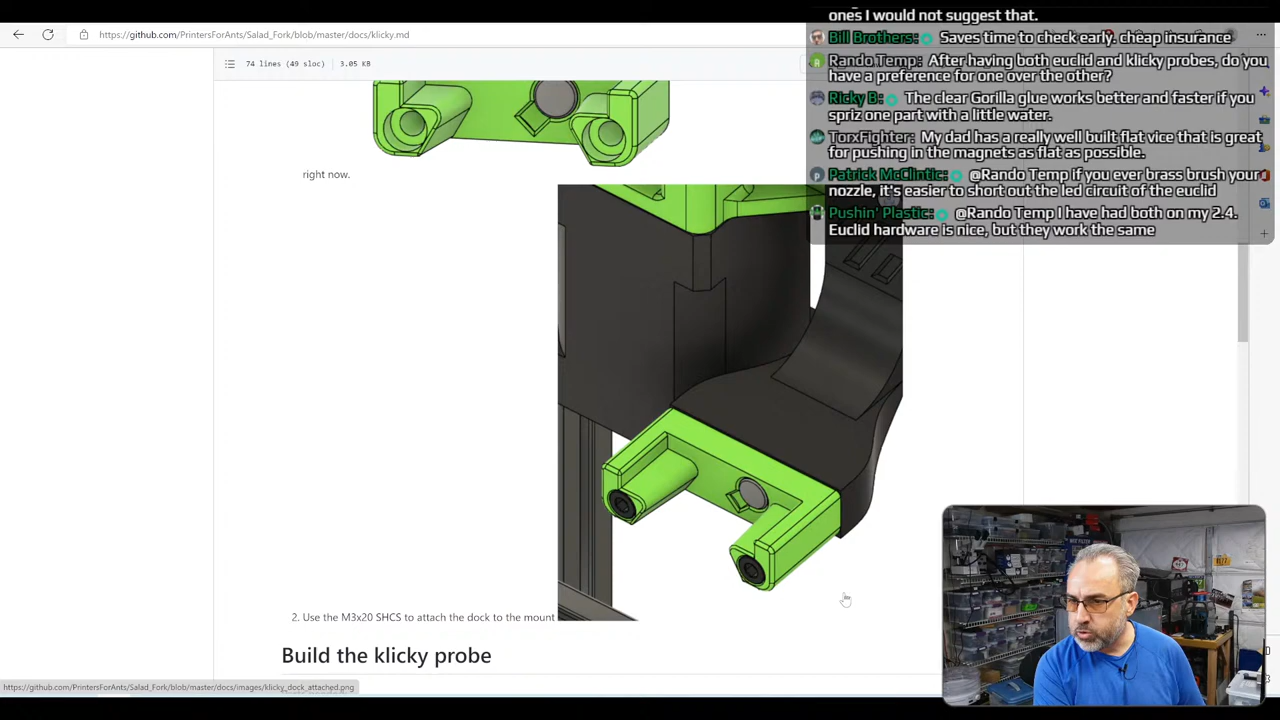 https://github.com/PrintersForAnts/Salad_Fork/blob/master/docs/klicky.md
74 lines (49 sloc)
3.05 KB
ones I would not suggest that.
Bill Brothers: Saves time to check early. cheap insurance
Rando Temp: After having both euclid and klicky probes, do you
have a preference for one over the other?
Ricky B: The clear Gorilla glue works better and faster if you
spriz one part with a little water.
TorxFighter: My dad has a really well built flat vice that is great
for pushing in the magnets as flat as possible.
Patrick McClintic: @Rando Temp if you ever brass brush your
nozzle, it's easier to short out the led circuit of the euclid
Pushin' Plastic: @Rando Temp I have had both on my 2.4.
Euclid hardware is nice, but they work the same
right now.
2. Use the M3x20 SHCS to attach the dock to the mount
Build the klicky probe
https://github.com/PrintersForAnts/Salad_Fork/blob/master/docs/images/klicky_dock_attached.png